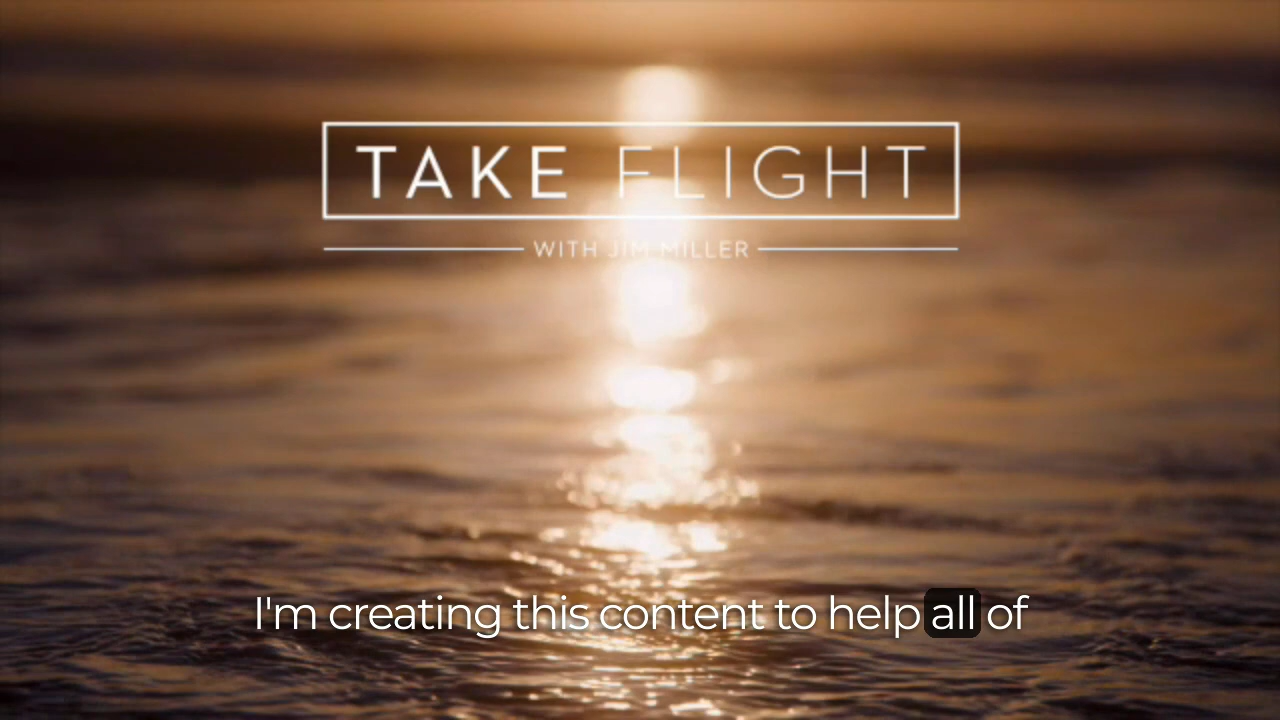 TAKE FLIGHT
WITH JIM MILLER
I'm creating this content to help all of